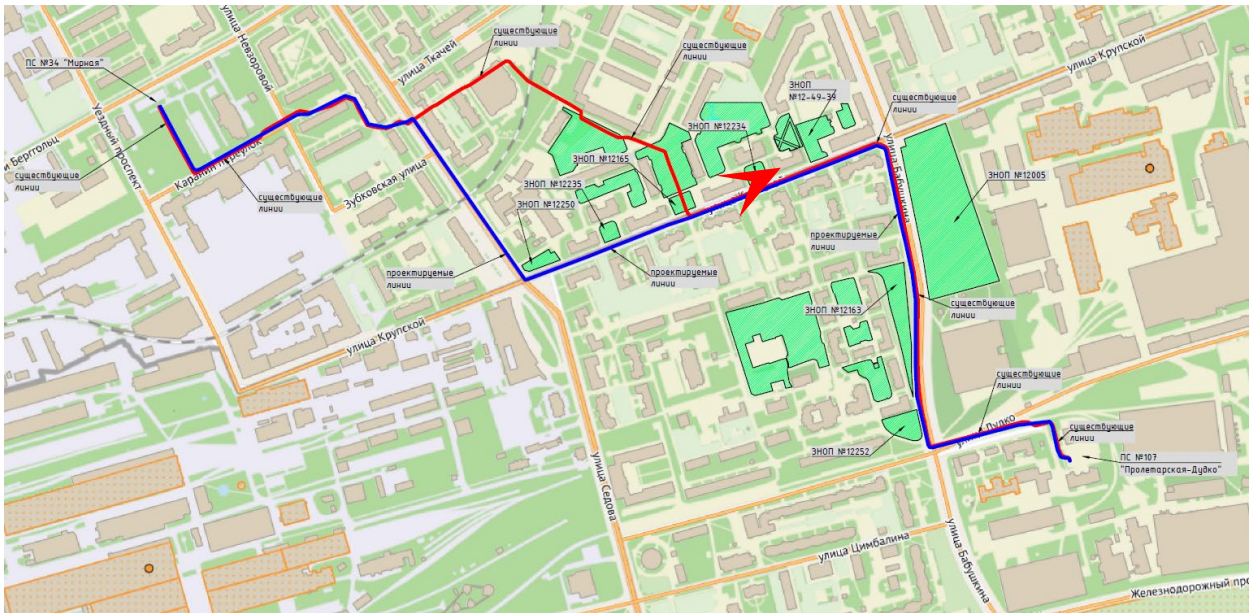 улица Ткачей
улица Невзоровой
ПС №34 "Мирная"
существующие
линии
существующие
линии
улица Крупской
ЗНОП
№12-49-39
существующие
линии
Уездный проспект
и Берггольц
существующие
линии
существующие
линии
Зубковская улица
ЗНОП №12234
ЗНОП №12165
ЗНОП №12235
ЗНОП №12250
улица Бабушкина
ЗНОП №12005
проектируемые
линии
проектируемые
линии
проектируемые
линии
ЗНОП №12163
существующие
линии
улица Крупской
существующие
линии
существующие
линии
ЗНОП №12252
ПС №107
"Пролетарская-Дудко"
улица Седова
улица Цимбалина
улица Бабушкина
Железнодорожный про